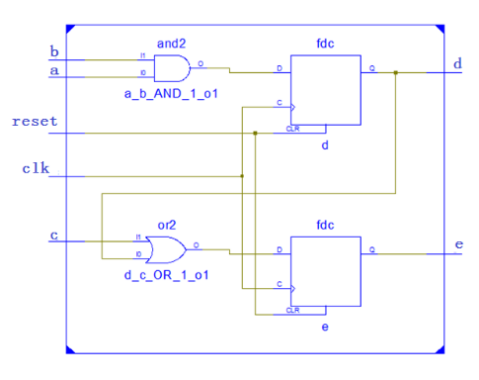 and2
fdc
b
I1
O
D
Q
d
a
I0
a_b_AND_1_o1
C
reset
CLR
d
clk
or2
fdc
c
I1
O
D
Q
e
I0
d_c_OR_1_o1
C
CLR
e